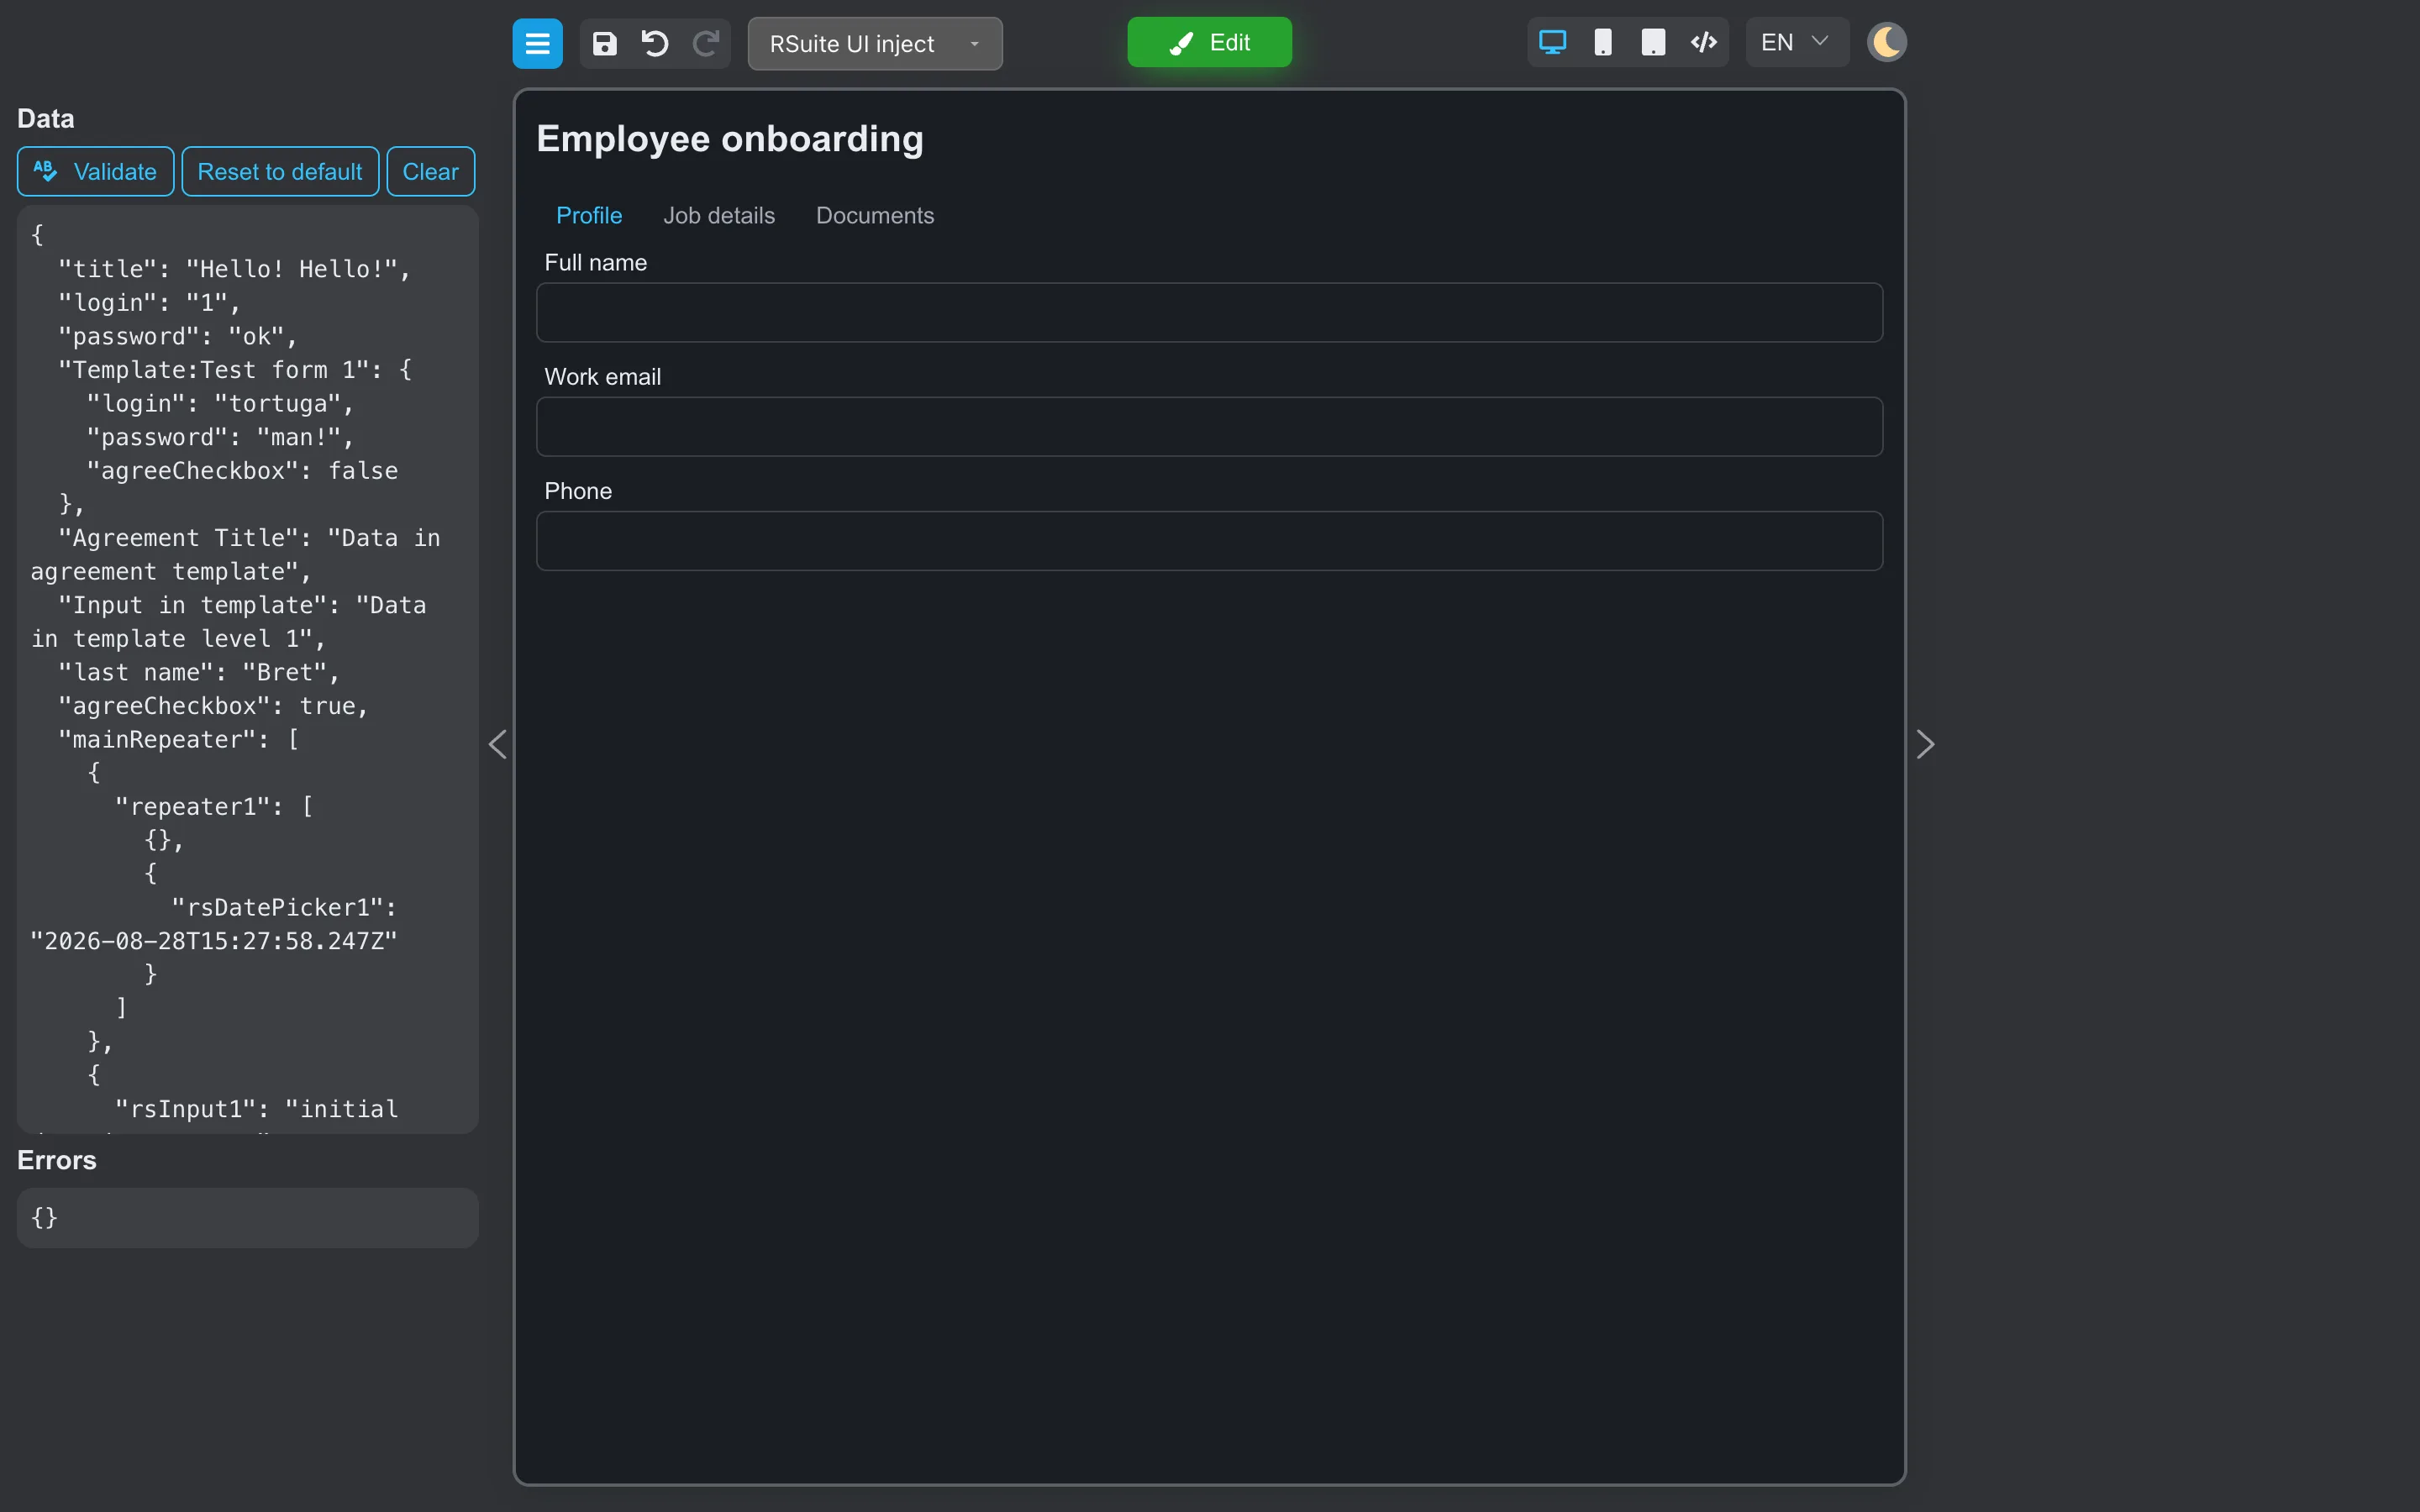 RSuite UI inject
Edit
EN
Data
Validate
Reset to default
Clear
{
"title": "Hello! Hello!",
"login": "1",
"password": "ok",
"Template:Test form 1": {
"login": "tortuga",
"password": "man!",
"agreeCheckbox": false
},
"Agreement Title": "Data in
agreement template",
"Input in template": "Data
in template level 1",
"last name": "Bret",
"agreeCheckbox": true,
"mainRepeater": [
{
"repeater1": [
{},
{
"rsDatePicker1":
"2026-08-28T15:27:58.247Z"
}
]
},
{
"rsInput1": "initial
Errors
{}
Employee onboarding
Profile
Job details
Documents
Full name
Work email
Phone